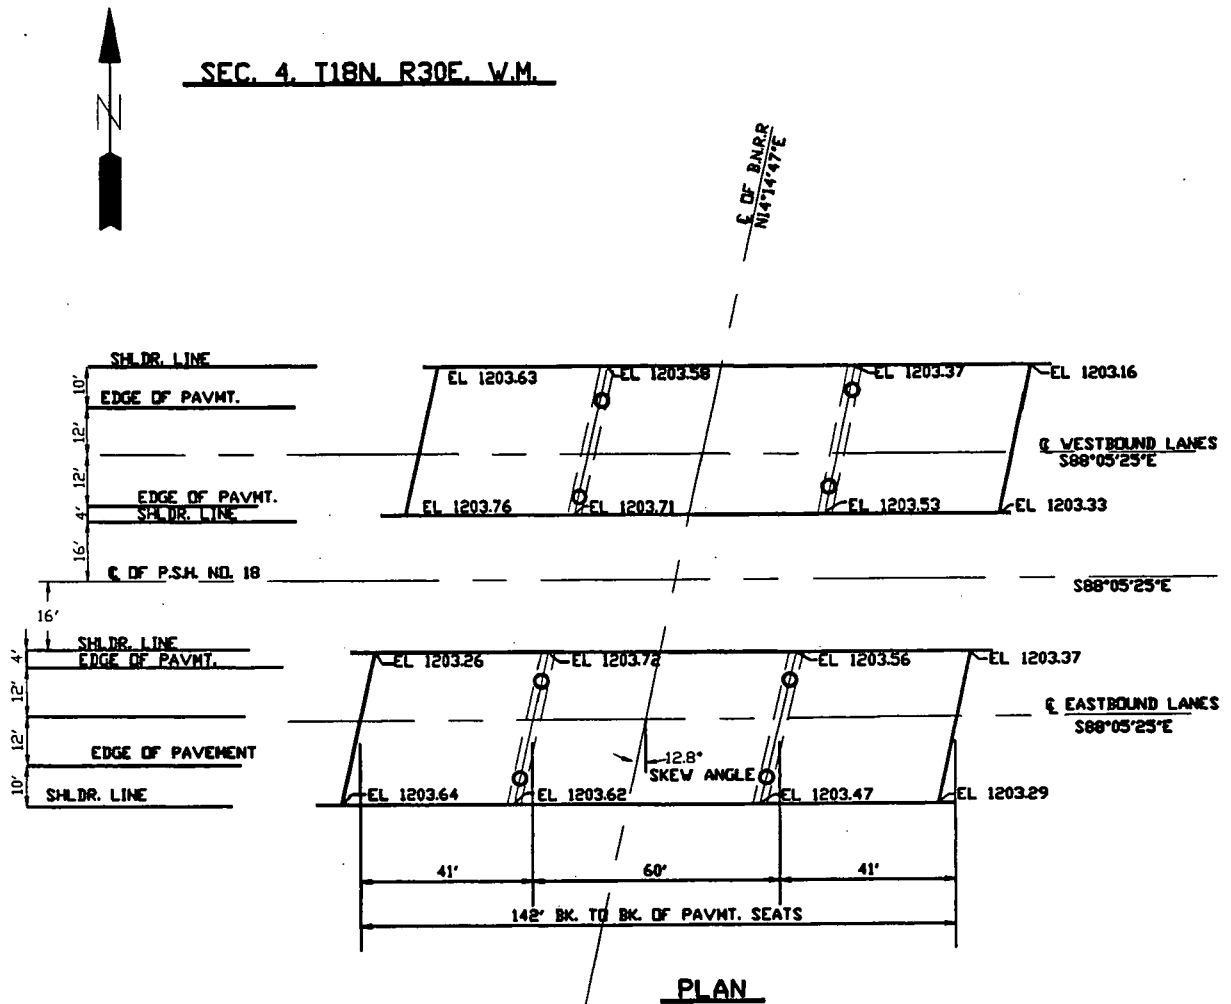 SEC. 4, T18N, R30E, W.M.
N
℄ OF B.N.R.R
N14°14'47"E
SHLDR. LINE
10'
EDGE OF PAVMT.
12'
12'
EDGE OF PAVMT.
4'
SHLDR. LINE
16'
℄ OF P.S.H. NO. 18
EL 1203.63
EL 1203.58
EL 1203.37
EL 1203.16
℄ WESTBOUND LANES
S88°05'25"E
EL 1203.76
EL 1203.71
EL 1203.53
EL 1203.33
S88°05'25"E
16'
SHLDR. LINE
4'
EDGE OF PAVMT.
12'
12'
EDGE OF PAVEMENT
10'
SHLDR. LINE
EL 1203.26
EL 1203.72
EL 1203.56
EL 1203.37
℄ EASTBOUND LANES
S88°05'25"E
12.8°
SKEW ANGLE
EL 1203.64
EL 1203.62
EL 1203.47
EL 1203.29
41'
60'
41'
142' BK. TO BK. OF PAVMT. SEATS
PLAN